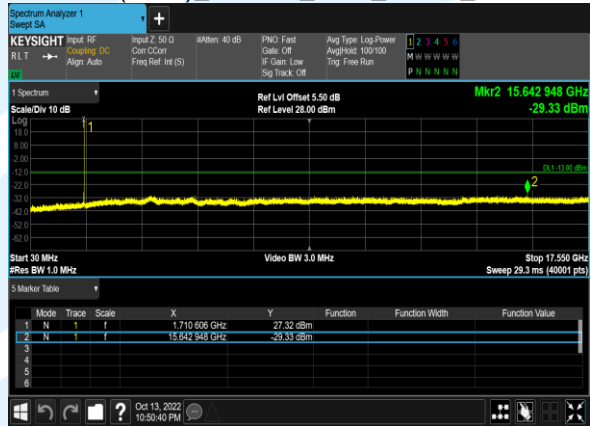 Spectrum Analyzer 1
Swept SA
KEYSIGHT Input: RF Input Z: 50 Ω #Atten: 40 dB PNO: Fast Avg Type: Log-Power 1 2 3 4 5 6
RLT Coupling: DC Corr CCorr Gate: Off Avg|Hold: 100/100 M W W W W W
Align: Auto Freq Ref: Int (S) IF Gain: Low Trig: Free Run
Sig Track: Off P N N N N N
LV
1 Spectrum
Ref Lvl Offset 5.50 dB Mkr2 15.642 948 GHz
Scale/Div 10 dB Ref Level 28.00 dBm -29.33 dBm
Log
1
18.0
8.00
-2.00
DL1 -13.00 dBm
-12.0
2
-22.0
-32.0
-42.0
-52.0
-62.0
Start 30 MHz Video BW 3.0 MHz Stop 17.550 GHz
#Res BW 1.0 MHz Sweep 29.3 ms (40001 pts)
5 Marker Table
Mode Trace Scale X Y Function Function Width Function Value
1 N 1 f 1.710 606 GHz 27.32 dBm
2 N 1 f 15.642 948 GHz -29.33 dBm
3
4
5
6
? Oct 13, 2022
10:50:40 PM